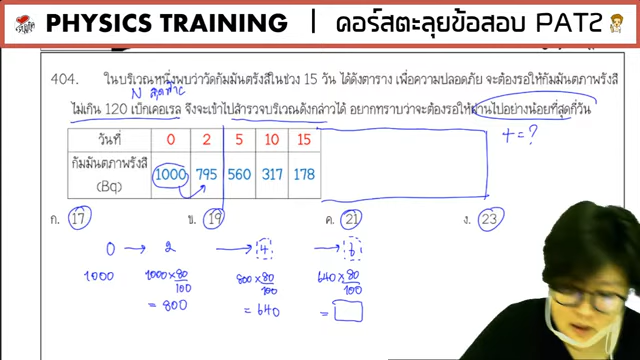 PHYSICS TRAINING | คอร์สตะลุยข้อสอบ PAT2
404. ในบริเวณหนึ่งพบว่าวัดกัมมันตรังสีในช่วง 15 วัน ได้ดังตาราง เพื่อความปลอดภัย จะต้องรอให้กัมมันตภาพรังสี
N สุดท้าย
ไม่เกิน 120 เบ็กเคอเรล จึงจะเข้าไปสำรวจบริเวณดังกล่าวได้ อยากทราบว่าจะต้องรอให้ผ่านไปอย่างน้อยที่สุดกี่วัน
t = ?
วันที่ 0 2 5 10 15
กัมมันตภาพรังสี (Bq) 1000 795 560 317 178
ก. 17 ข. 19 ค. 21 ง. 23
0 → 2 → 4 → 6
1000 1000 × 80/100 800 × 80/100 640 × 80/100
= 800 = 640 =